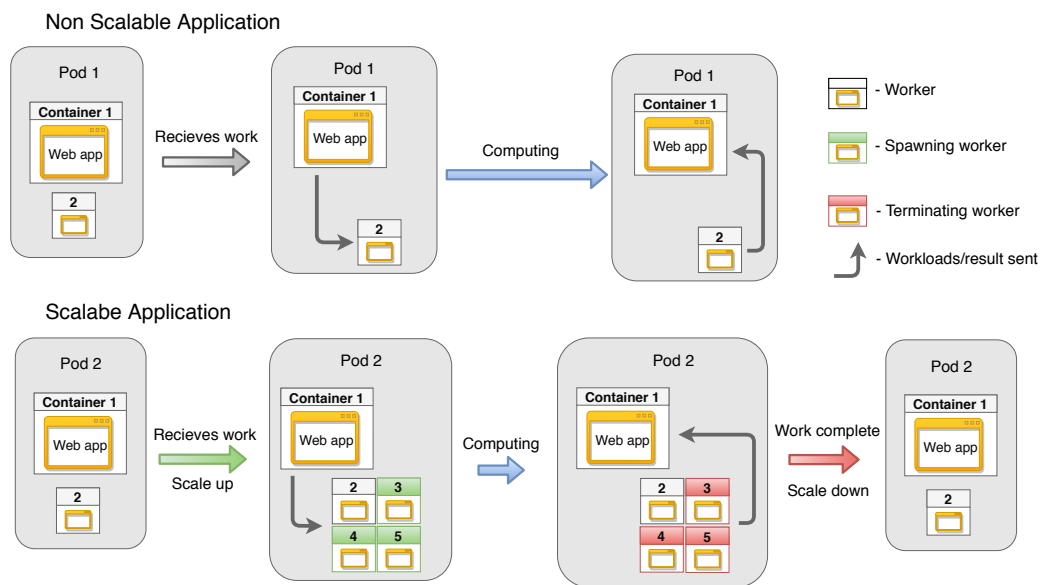 Non Scalable Application
Pod 1
Container 1
Web app
2
Recieves work
Pod 1
Container 1
Web app
2
Computing
Pod 1
Container 1
Web app
2
- Worker
- Spawning worker
- Terminating worker
- Workloads/result sent
Scalabe Application
Pod 2
Container 1
Web app
2
Recieves work
Scale up
Pod 2
Container 1
Web app
2 3
4 5
Computing
Pod 2
Container 1
Web app
2 3
4 5
Work complete
Scale down
Pod 2
Container 1
Web app
2